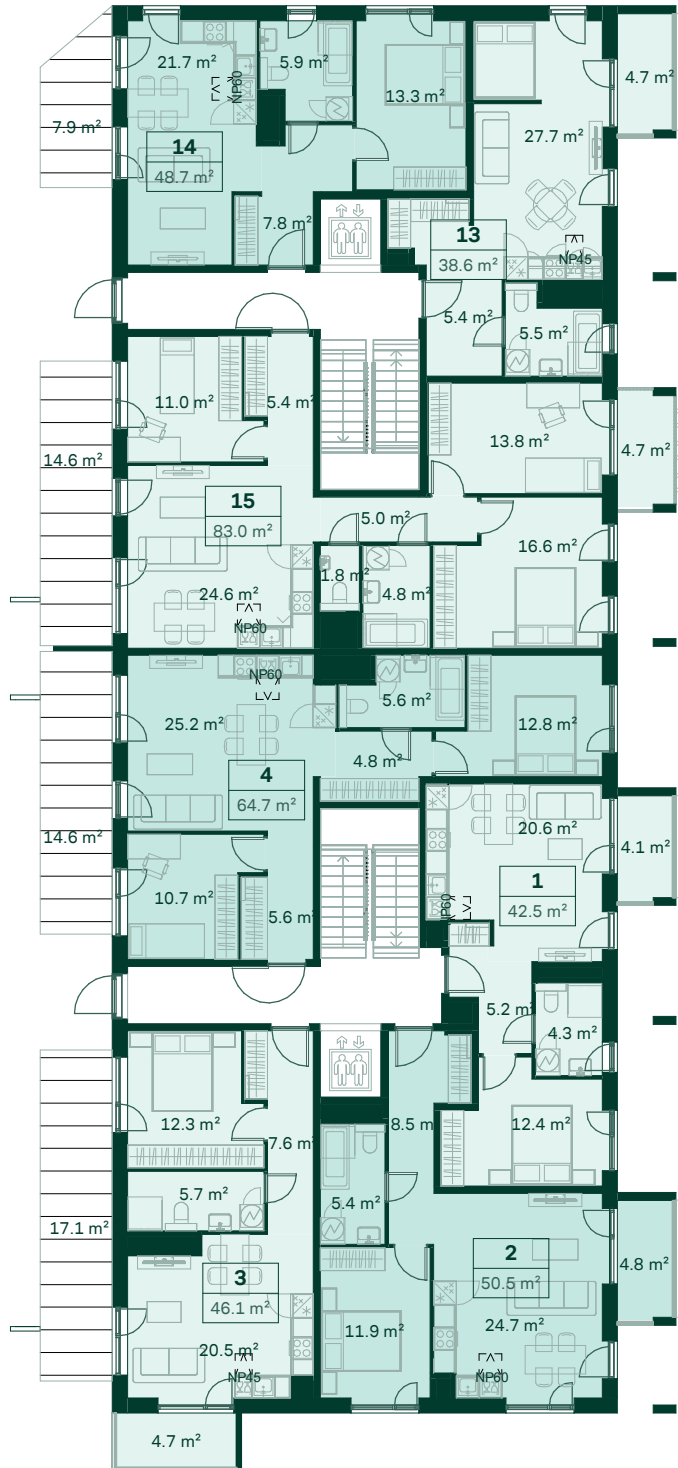 21.7 m²
5.9 m²
13.3 m²
4.7 m²
NP60
7.9 m²
27.7 m²
14
48.7 m²
7.8 m²
13
38.6 m²
NP45
5.4 m²
5.5 m²
11.0 m²
5.4 m²
13.8 m²
4.7 m²
14.6 m²
15
83.0 m²
5.0 m²
16.6 m²
1.8 m²
4.8 m²
24.6 m²
NP60
NP60
5.6 m²
25.2 m²
12.8 m²
4.8 m²
4
64.7 m²
14.6 m²
20.6 m²
4.1 m²
1
42.5 m²
10.7 m²
5.6 m²
NP60
5.2 m²
4.3 m²
12.3 m²
7.6 m²
8.5 m
12.4 m²
5.7 m²
5.4 m²
17.1 m²
3
46.1 m²
2
50.5 m²
4.8 m²
20.5 m²
11.9 m²
24.7 m²
NP45
NP60
4.7 m²